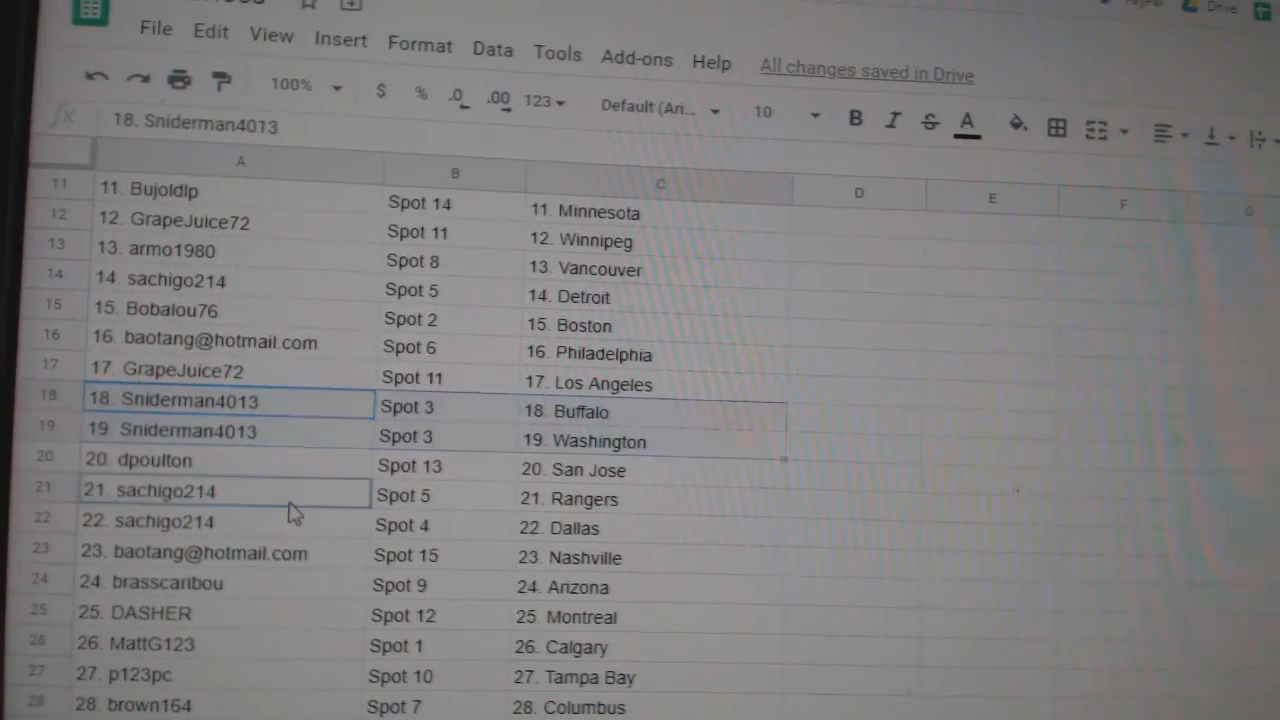 Drive
File Edit View Insert Format Data Tools Add-ons Help All changes saved in Drive
100% $ % .0 .00 123 Default (Ari... 10 B I S A
fx 18. Sniderman4013
A B C D E F G
11 11. Bujoldlp Spot 14 11. Minnesota
12 12. GrapeJuice72 Spot 11 12. Winnipeg
13 13. armo1980 Spot 8 13. Vancouver
14 14. sachigo214 Spot 5 14. Detroit
15 15. Bobalou76 Spot 2 15. Boston
16 16. baotang@hotmail.com Spot 6 16. Philadelphia
17 17. GrapeJuice72 Spot 11 17. Los Angeles
18 18. Sniderman4013 Spot 3 18. Buffalo
19 19. Sniderman4013 Spot 3 19. Washington
20 20. dpoulton Spot 13 20. San Jose
21 21. sachigo214 Spot 5 21. Rangers
22 22. sachigo214 Spot 4 22. Dallas
23 23. baotang@hotmail.com Spot 15 23. Nashville
24 24. brasscaribou Spot 9 24. Arizona
25 25. DASHER Spot 12 25. Montreal
26 26. MattG123 Spot 1 26. Calgary
27 27. p123pc Spot 10 27. Tampa Bay
28 28. brown164 Spot 7 28. Columbus